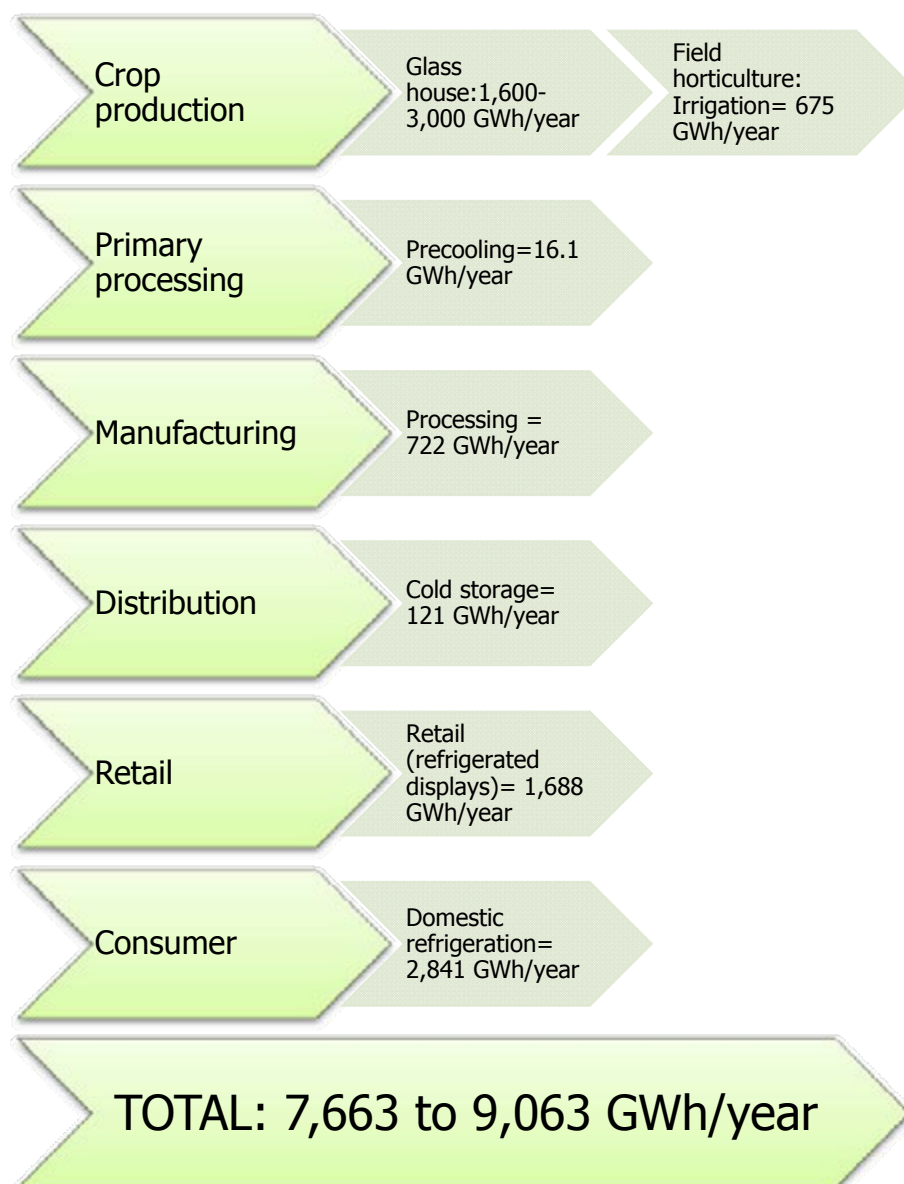 Crop
production
Glass
house:1,600-
3,000 GWh/year
Field
horticulture:
Irrigation= 675
GWh/year
Primary
processing
Precooling=16.1
GWh/year
Manufacturing
Processing =
722 GWh/year
Distribution
Cold storage=
121 GWh/year
Retail
Retail
(refrigerated
displays)= 1,688
GWh/year
Consumer
Domestic
refrigeration=
2,841 GWh/year
TOTAL: 7,663 to 9,063 GWh/year